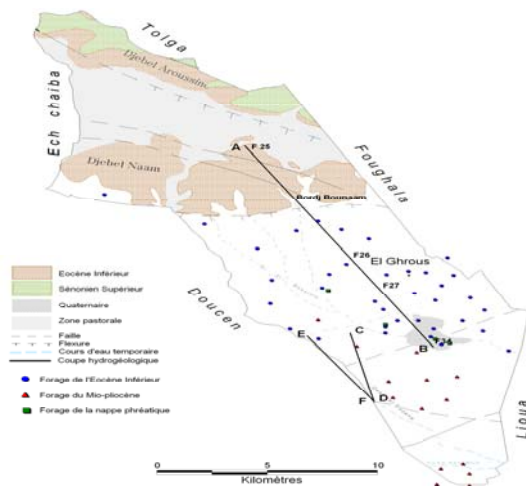 Tolga
Djebel Aroussine
Ech chaiba
Foughala
A F.25
Djebel Naam
Bordj Boumaam
F26
El Ghrous
F27
Doucen
E
C
B
F D
Lioua
Eocène Inférieur
Sénonien Supérieur
Quaternaire
Zone pastorale
Faille
Flexure
Cours d'eau temporaire
Coupe hydrogéologique
Forage de l'Eocène Inférieur
Forage du Mio-pliocène
Forage de la nappe phréatique
0 5 10
Kilométres